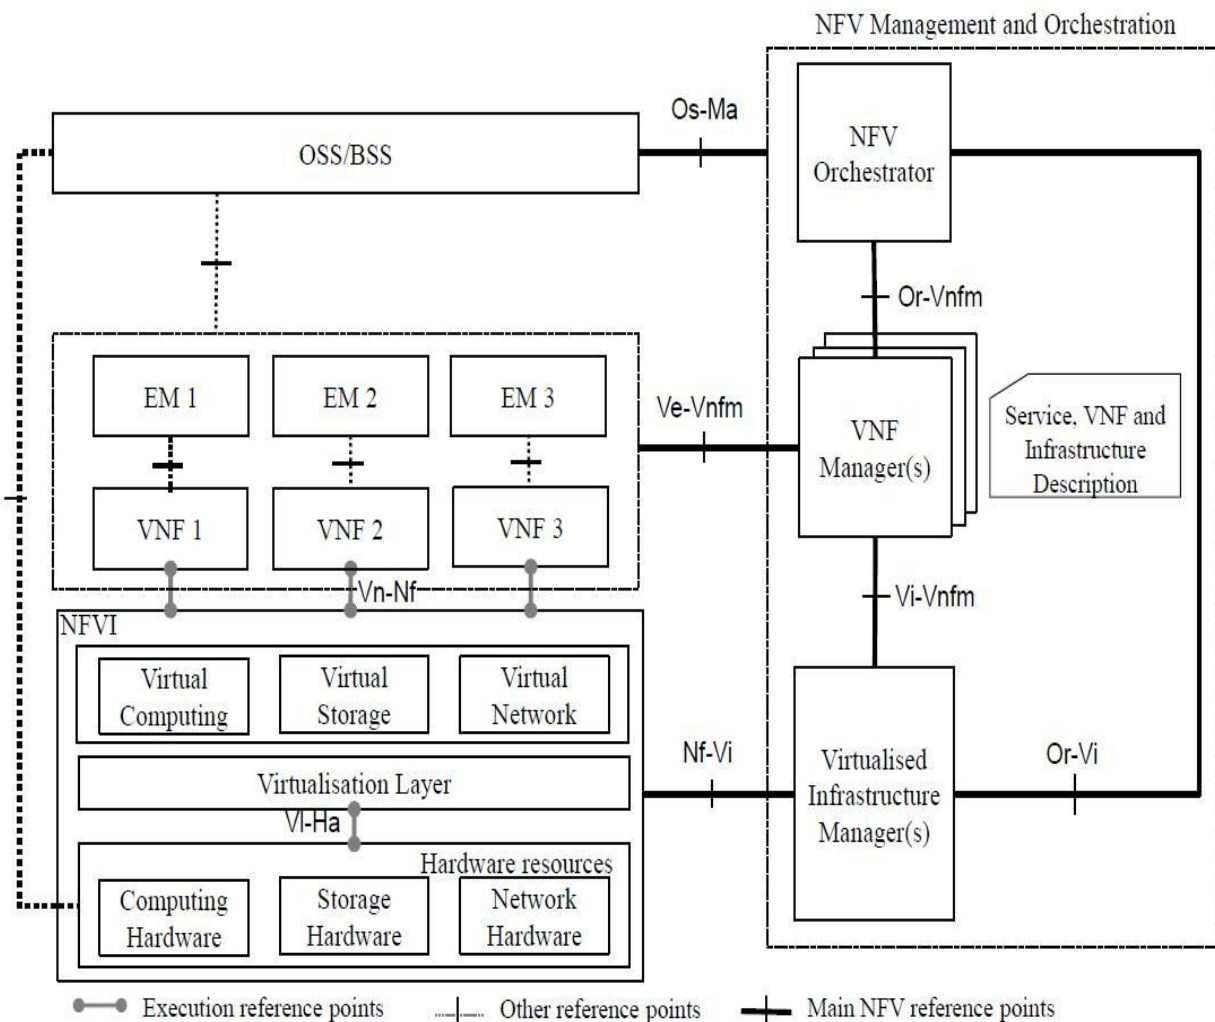 NFV Management and Orchestration
Os-Ma
OSS/BSS
NFV
Orchestrator
Or-Vnfm
EM 1
EM 2
EM 3
Ve-Vnfm
VNF
Manager(s)
Service, VNF and
Infrastructure
Description
VNF 1
VNF 2
VNF 3
Vn-Nf
Vi-Vnfm
NFVI
Virtual
Computing
Virtual
Storage
Virtual
Network
Nf-Vi
Virtualised
Infrastructure
Manager(s)
Or-Vi
Virtualisation Layer
Vl-Ha
Hardware resources
Computing
Hardware
Storage
Hardware
Network
Hardware
Execution reference points
Other reference points
Main NFV reference points